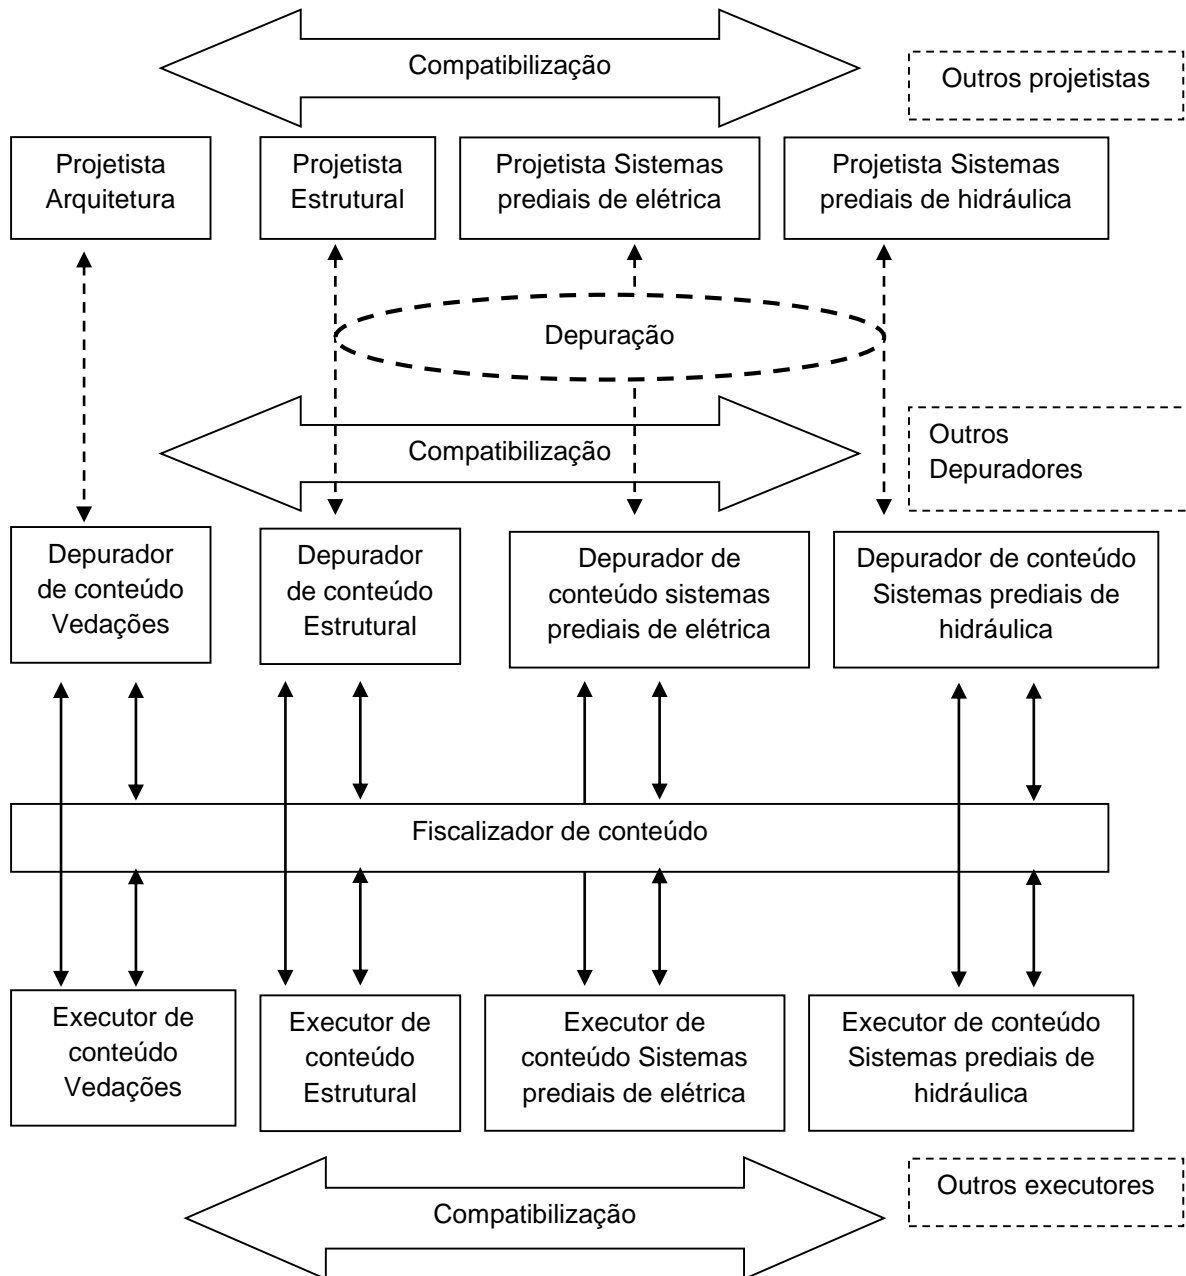 Compatibilização
Outros projetistas
Projetista
Arquitetura
Projetista
Estrutural
Projetista Sistemas
prediais de elétrica
Projetista Sistemas
prediais de hidráulica
Depuração
Compatibilização
Outros
Depuradores
Depurador
de conteúdo
Vedações
Depurador
de conteúdo
Estrutural
Depurador de
conteúdo sistemas
prediais de elétrica
Depurador de conteúdo
Sistemas prediais de
hidráulica
Fiscalizador de conteúdo
Executor de
conteúdo
Vedações
Executor de
conteúdo
Estrutural
Executor de
conteúdo Sistemas
prediais de elétrica
Executor de conteúdo
Sistemas prediais de
hidráulica
Compatibilização
Outros executores